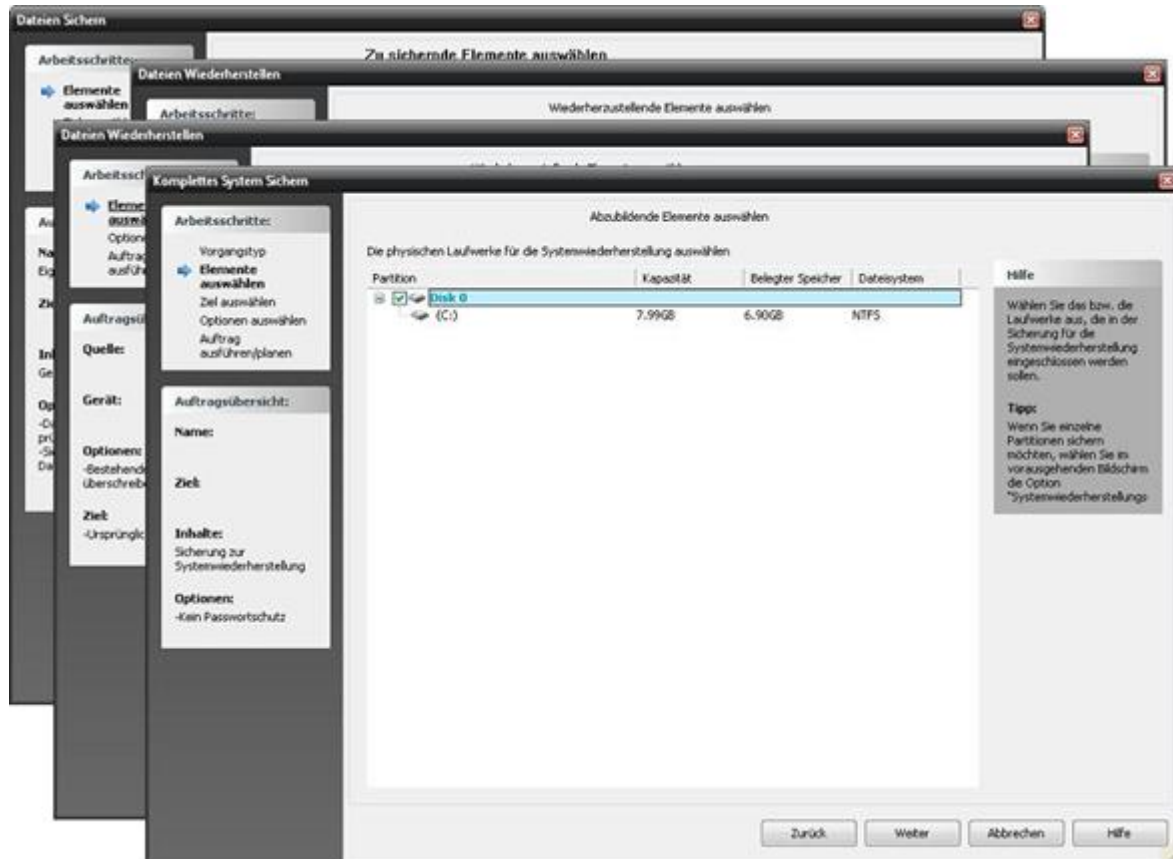 Dateien Sichern
Arbeitsschritte:
Zu sichernde Elemente auswählen
Elemente
auswählen
Dateien Wiederherstellen
Arbeitsschritte:
Wiederherzustellende Elemente auswählen
Dateien Wiederherstellen
Komplettes System Sichern
Arbeitsschritte:
Vorgangstyp
Elemente
auswählen
Ziel auswählen
Optionen auswählen
Auftrag
ausführen/planen
Auftragsübersicht:
Name:
Ziel:
Inhalte:
Sicherung zur
Systemwiederherstellung
Optionen:
-Kein Passwortschutz
Abzubildende Elemente auswählen
Die physischen Laufwerke für die Systemwiederherstellung auswählen
Partition Kapazität Belegter Speicher Dateisystem
Disk 0
(C:) 7.99GB 6.90GB NTFS
Hilfe
Wählen Sie das bzw. die
Laufwerke aus, die in der
Sicherung für die
Systemwiederherstellung
eingeschlossen werden
sollen.
Tipp:
Wenn Sie einzelne
Partitionen sichern
möchten, wählen Sie im
vorausgehenden Bildschirm
die Option
"Systemwiederherstellungs
Zurück Weiter Abbrechen Hilfe
Quelle:
Gerät:
Optionen:
-Bestehende
überschreib
Ziel:
-Ursprünglic